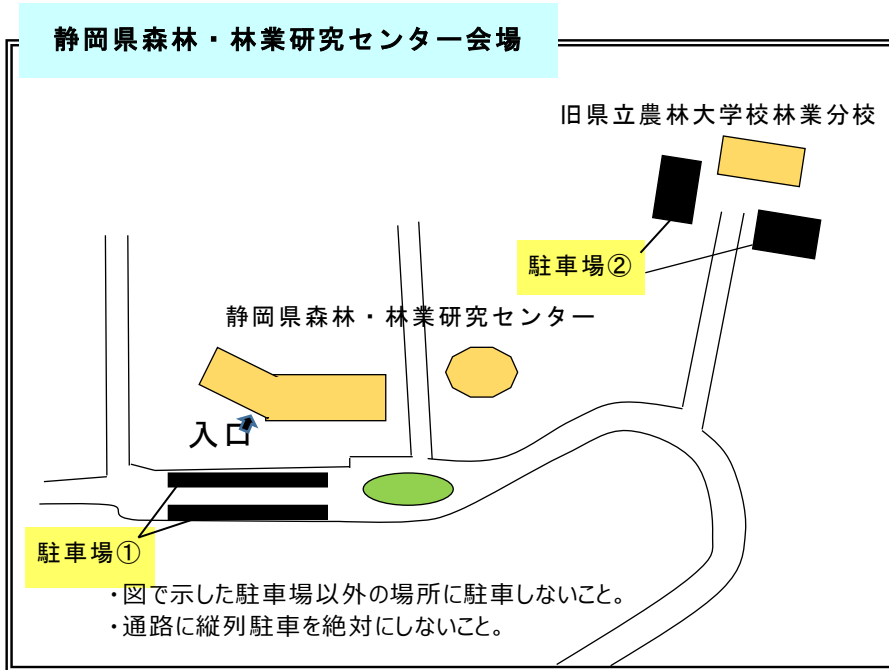 静岡県森林・林業研究センター会場
旧県立農林大学校林業分校
駐車場②
静岡県森林・林業研究センター
入口
駐車場①
・図で示した駐車場以外の場所に駐車しないこと。
・通路に縦列駐車を絶対にしないこと。